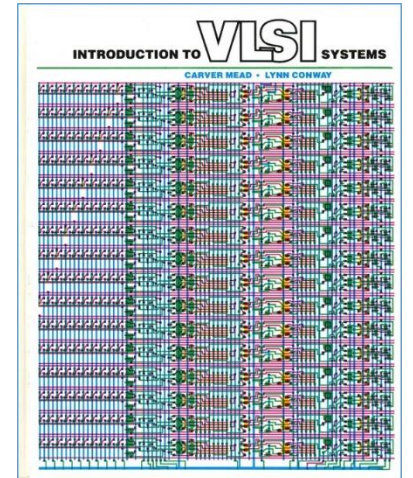 INTRODUCTION TO VLSI SYSTEMS
CARVER MEAD • LYNN CONWAY